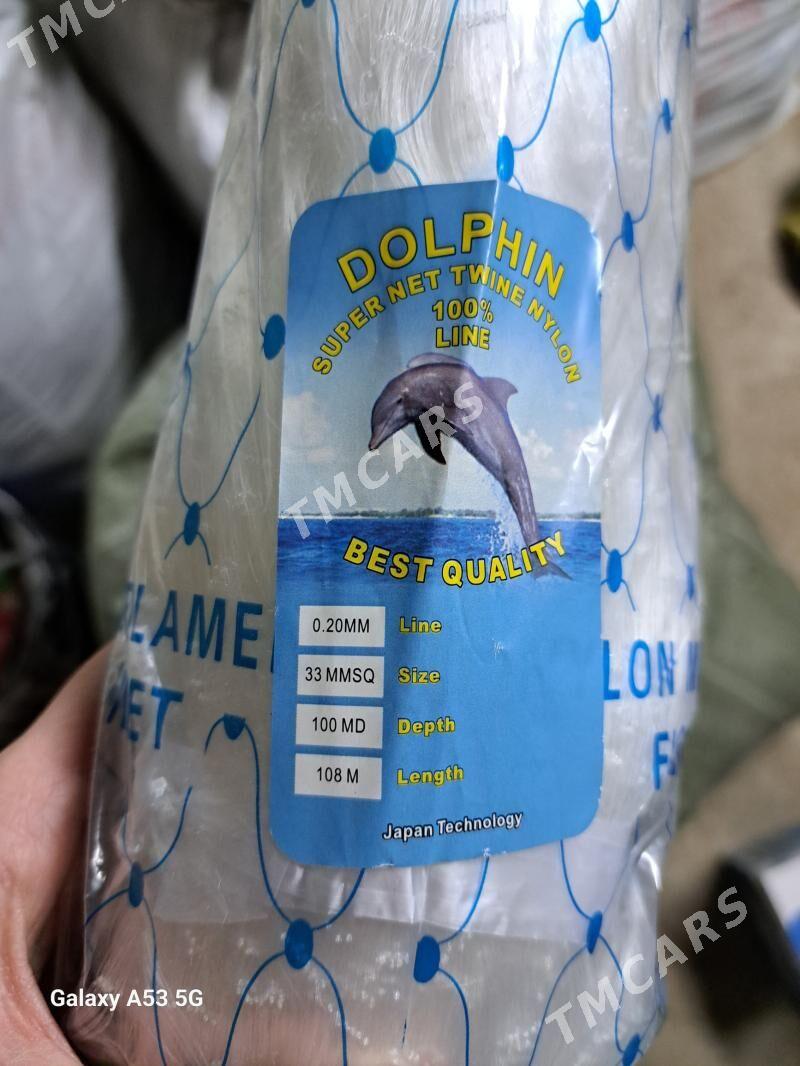 TMCARS
DOLPHIN
SUPER NET TWINE NYLON
100%
LINE
TMCARS
BEST QUALITY
0.20MM Line
33 MMSQ Size
100 MD Depth
108 M Length
Japan Technology
TMCARS
Galaxy A53 5G